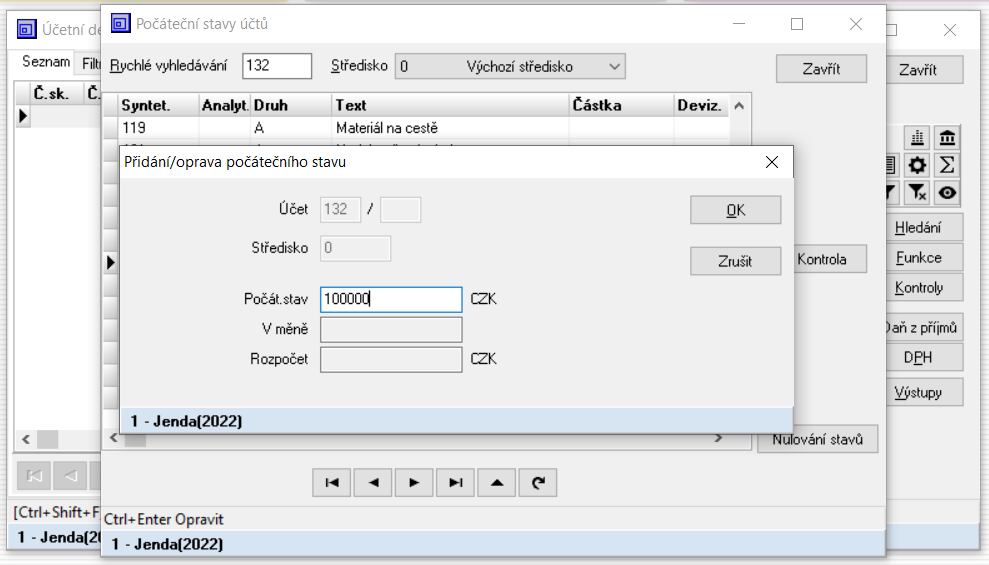 Účetní de
Počáteční stavy účtů
Seznam
Filt
Rychlé vyhledávání 132 Středisko 0 Výchozí středisko
Zavřít
Zavřít
Č.sk. Č.
Syntet. Analyt. Druh Text Částka Deviz.
119 A Materiál na cestě
Přidání/oprava počátečního stavu
Účet 132 /
OK
Středisko 0
Zrušit
Kontrola
Počát.stav 100000 CZK
V měně
Rozpočet CZK
1 - Jenda(2022)
Hledání
Funkce
Kontroly
Daň z příjmů
DPH
Výstupy
Nulování stavů
[Ctrl+Shift+F
Ctrl+Enter Opravit
1 - Jenda(20
1 - Jenda(2022)